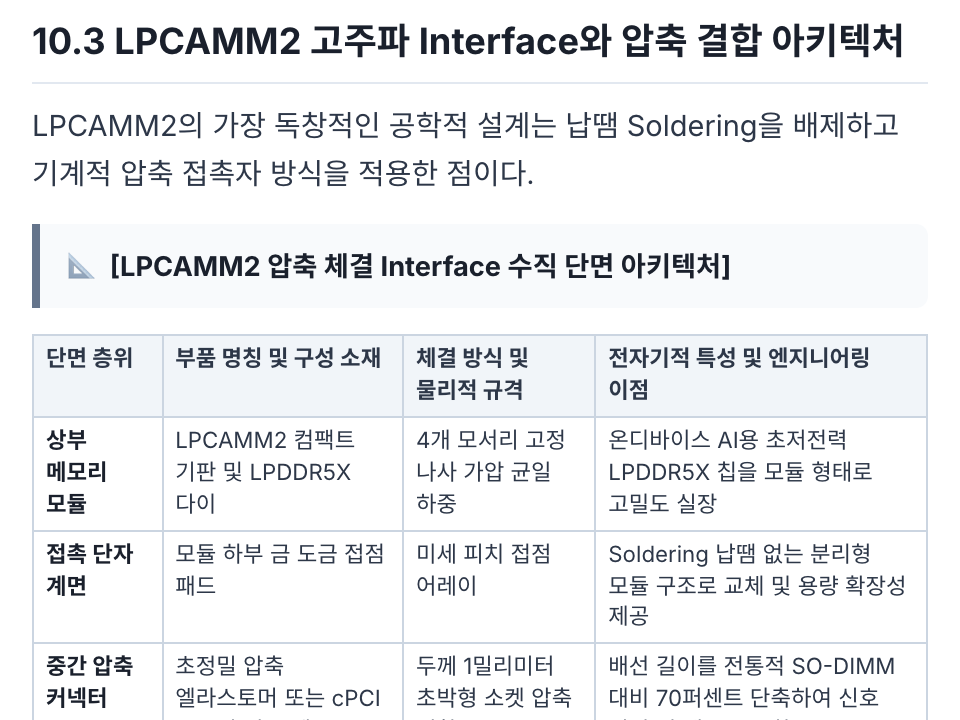 10.3 LPCAMM2 고주파 Interface와 압축 결합 아키텍처
LPCAMM2의 가장 독창적인 공학적 설계는 납땜 Soldering을 배제하고
기계적 압축 접촉자 방식을 적용한 점이다.
[LPCAMM2 압축 체결 Interface 수직 단면 아키텍처]
단면 층위
부품 명칭 및 구성 소재
체결 방식 및
물리적 규격
전자기적 특성 및 엔지니어링
이점
상부
메모리
모듈
LPCAMM2 컴팩트
기판 및 LPDDR5X
다이
4개 모서리 고정
나사 가압 균일
하중
온디바이스 AI용 초저전력
LPDDR5X 칩을 모듈 형태로
고밀도 실장
접촉 단자
계면
모듈 하부 금 도금 접점
패드
미세 피치 접점
어레이
Soldering 납땜 없는 분리형
모듈 구조로 교체 및 용량 확장성
제공
중간 압축
커넥터
초정밀 압축
엘라스토머 또는 cPCI
두께 1밀리미터
초박형 소켓 압축
배선 길이를 전통적 SO-DIMM
대비 70퍼센트 단축하여 신호